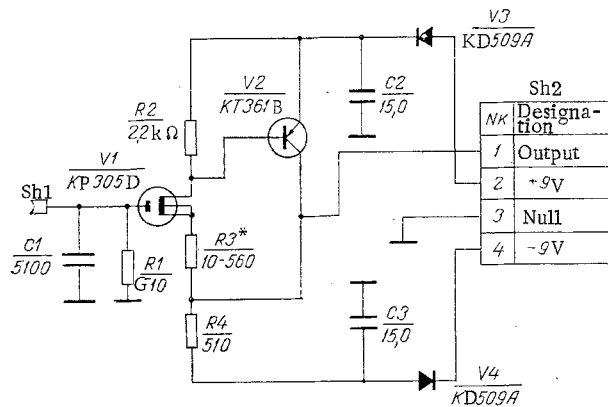 V3
KD509A
Sh2
NK Designa-
tion
1 Output
2 +9V
3 Null
4 -9V
C2
15,0
V2
KT361B
R2
2,2kΩ
V1
KP305D
Sh1
C1
5100
R1
G10
R3*
10-560
R4
510
C3
15,0
V4
KD509A